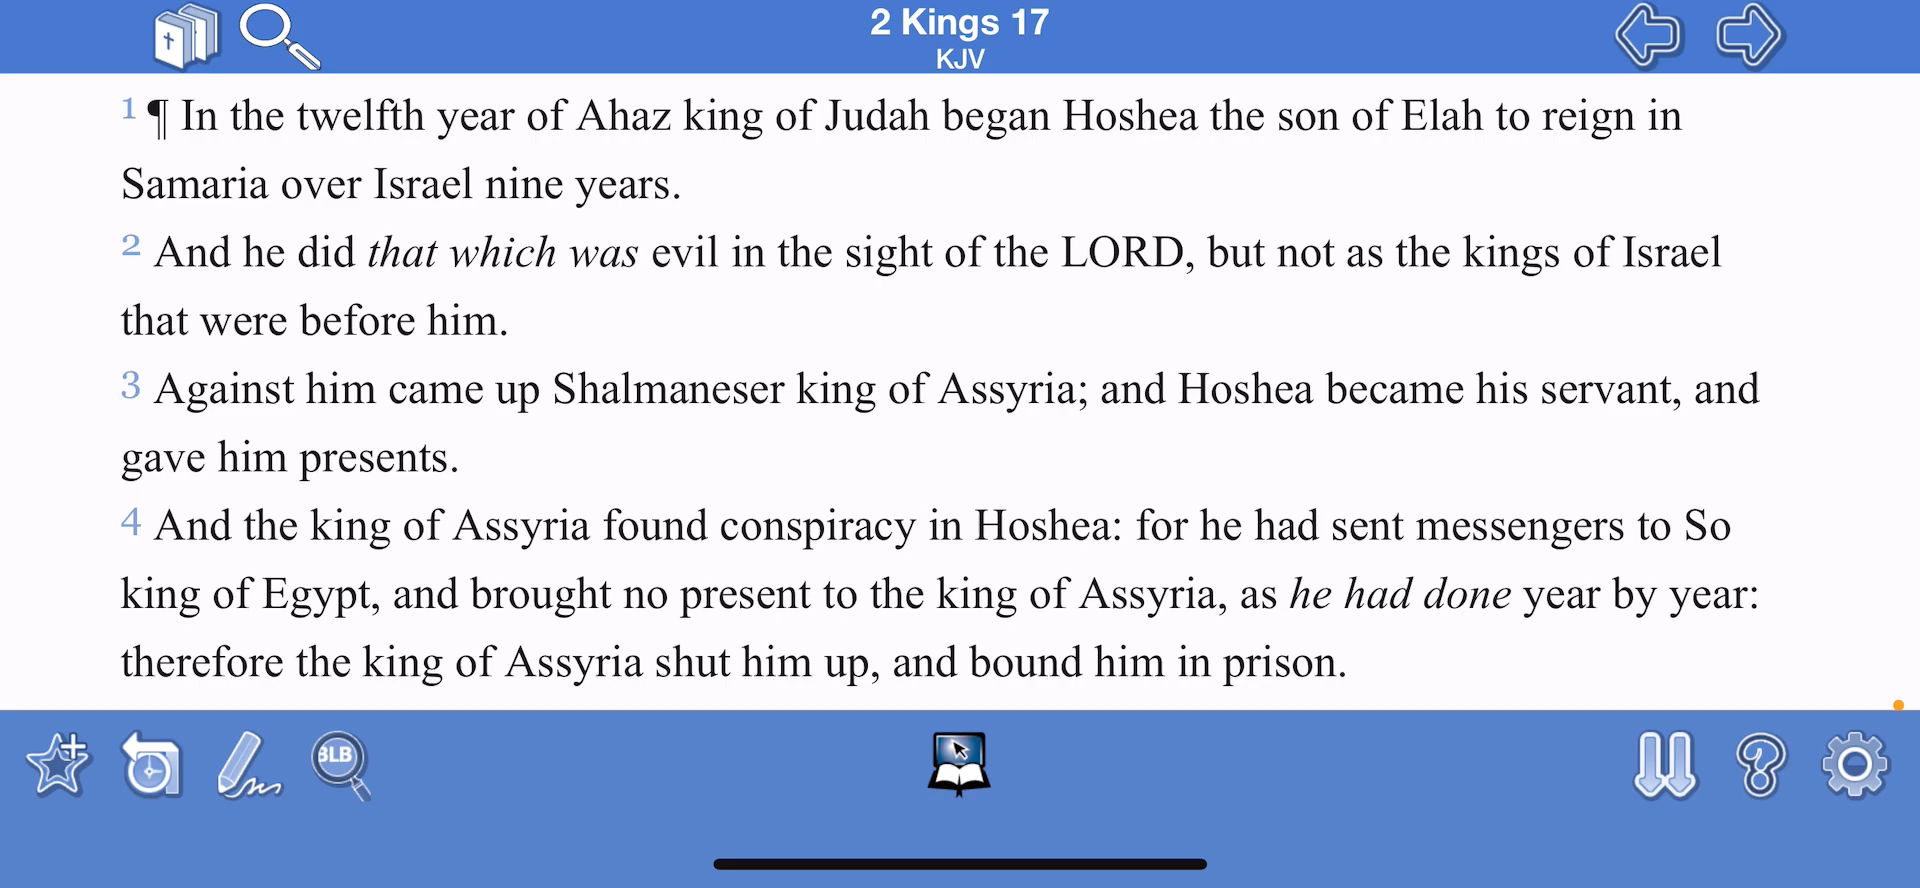 2 Kings 17
KJV
1 ¶ In the twelfth year of Ahaz king of Judah began Hoshea the son of Elah to reign in
Samaria over Israel nine years.
2 And he did that which was evil in the sight of the LORD, but not as the kings of Israel
that were before him.
3 Against him came up Shalmaneser king of Assyria; and Hoshea became his servant, and
gave him presents.
4 And the king of Assyria found conspiracy in Hoshea: for he had sent messengers to So
king of Egypt, and brought no present to the king of Assyria, as he had done year by year:
therefore the king of Assyria shut him up, and bound him in prison.
BLB